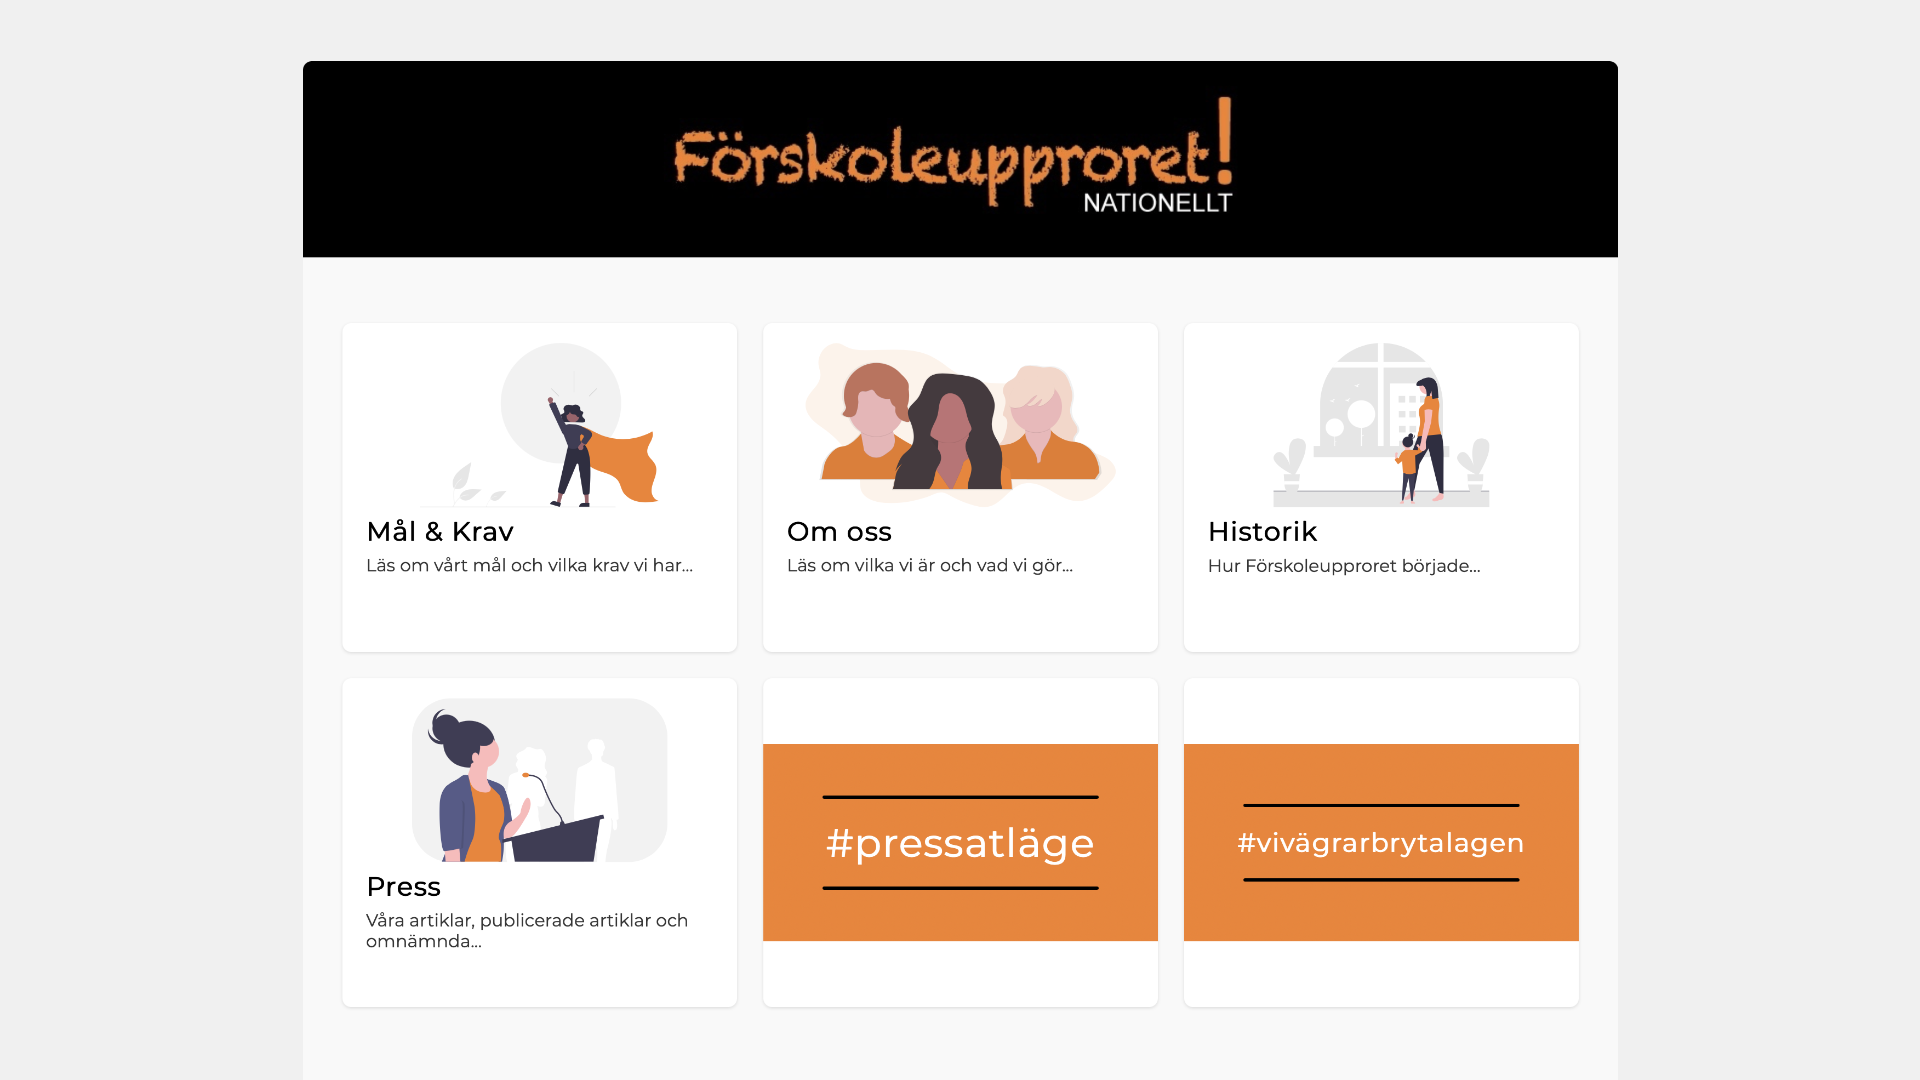 Förskoleupproret!
NATIONELLT
Mål & Krav
Läs om vårt mål och vilka krav vi har...
Om oss
Läs om vilka vi är och vad vi gör...
Historik
Hur Förskoleupproret började...
Press
Våra artiklar, publicerade artiklar och
omnämnda...
#pressatläge
#vivägrarbrytalagen